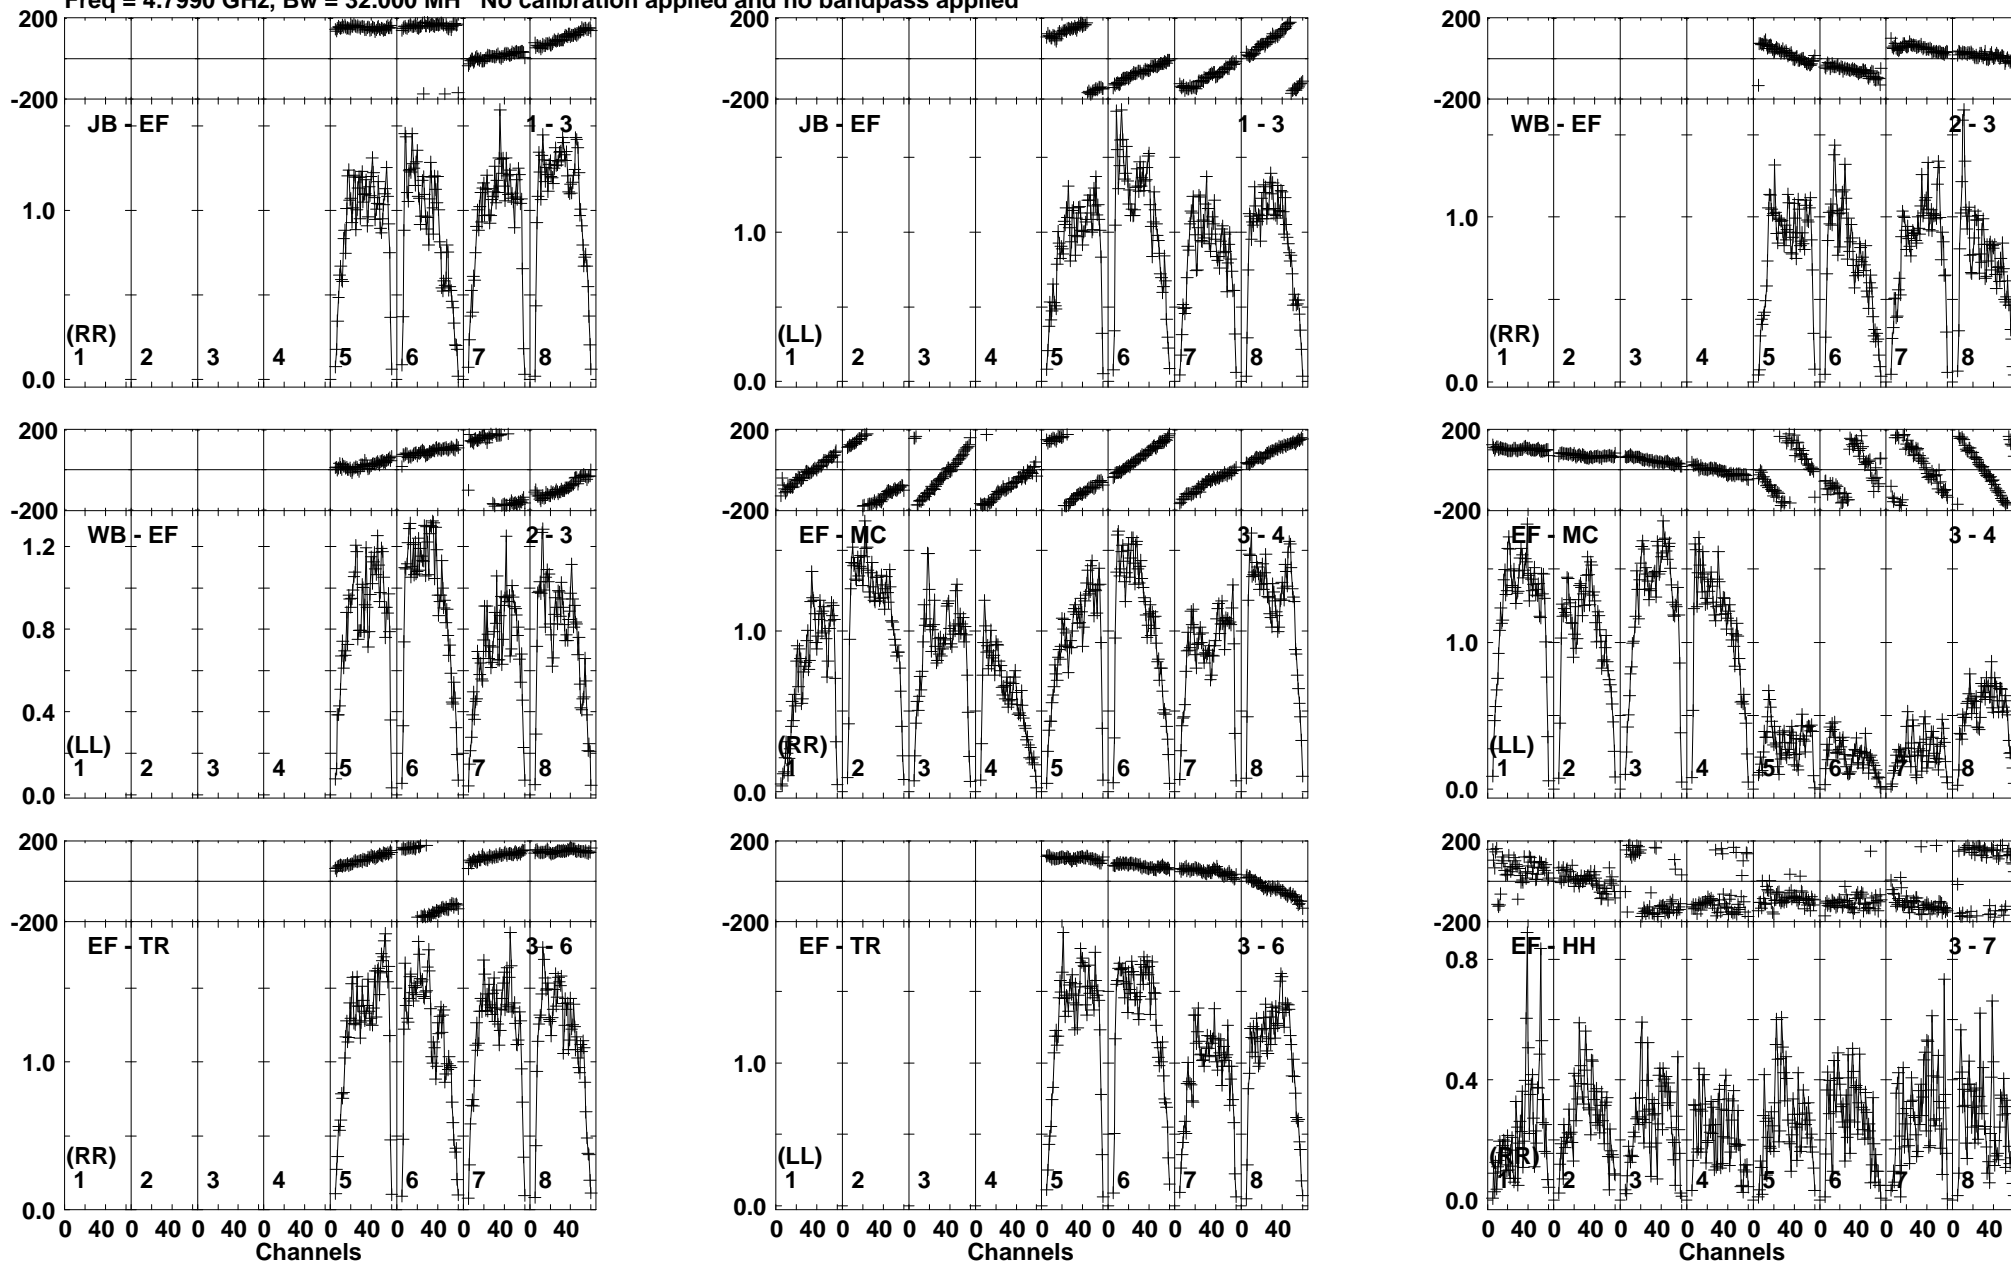 Freq = 4.7990 GHz, Bw = 32.000 MH No calibration applied and no bandpass applied
200
-200
JB - EF 1 - 3
1.0
(RR)
1 2 3 4 5 6 7 8
0.0
200
-200
JB - EF 1 - 3
1.0
(LL)
1 2 3 4 5 6 7 8
0.0
200
-200
WB - EF 2 - 3
1.0
(RR)
1 2 3 4 5 6 7 8
0.0
200
-200
WB - EF 2 - 3
1.2
0.8
0.4
(LL)
1 2 3 4 5 6 7 8
0.0
200
-200
EF - MC 3 - 4
1.0
(RR)
1 2 3 4 5 6 7 8
0.0
200
-200
EF - MC 3 - 4
1.0
(LL)
1 2 3 4 5 6 7 8
0.0
200
-200
EF - TR 3 - 6
1.0
(RR)
1 2 3 4 5 6 7 8
0.0
0 40 0 40 0 40 0 40 0 40 0 40 0 40 0 40
Channels
200
-200
EF - TR 3 - 6
1.0
(LL)
1 2 3 4 5 6 7 8
0.0
0 40 0 40 0 40 0 40 0 40 0 40 0 40 0 40
Channels
200
-200
EF - HH 3 - 7
0.8
0.4
(RR)
1 2 3 4 5 6 7 8
0.0
0 40 0 40 0 40 0 40 0 40 0 40 0 40 0 40
Channels